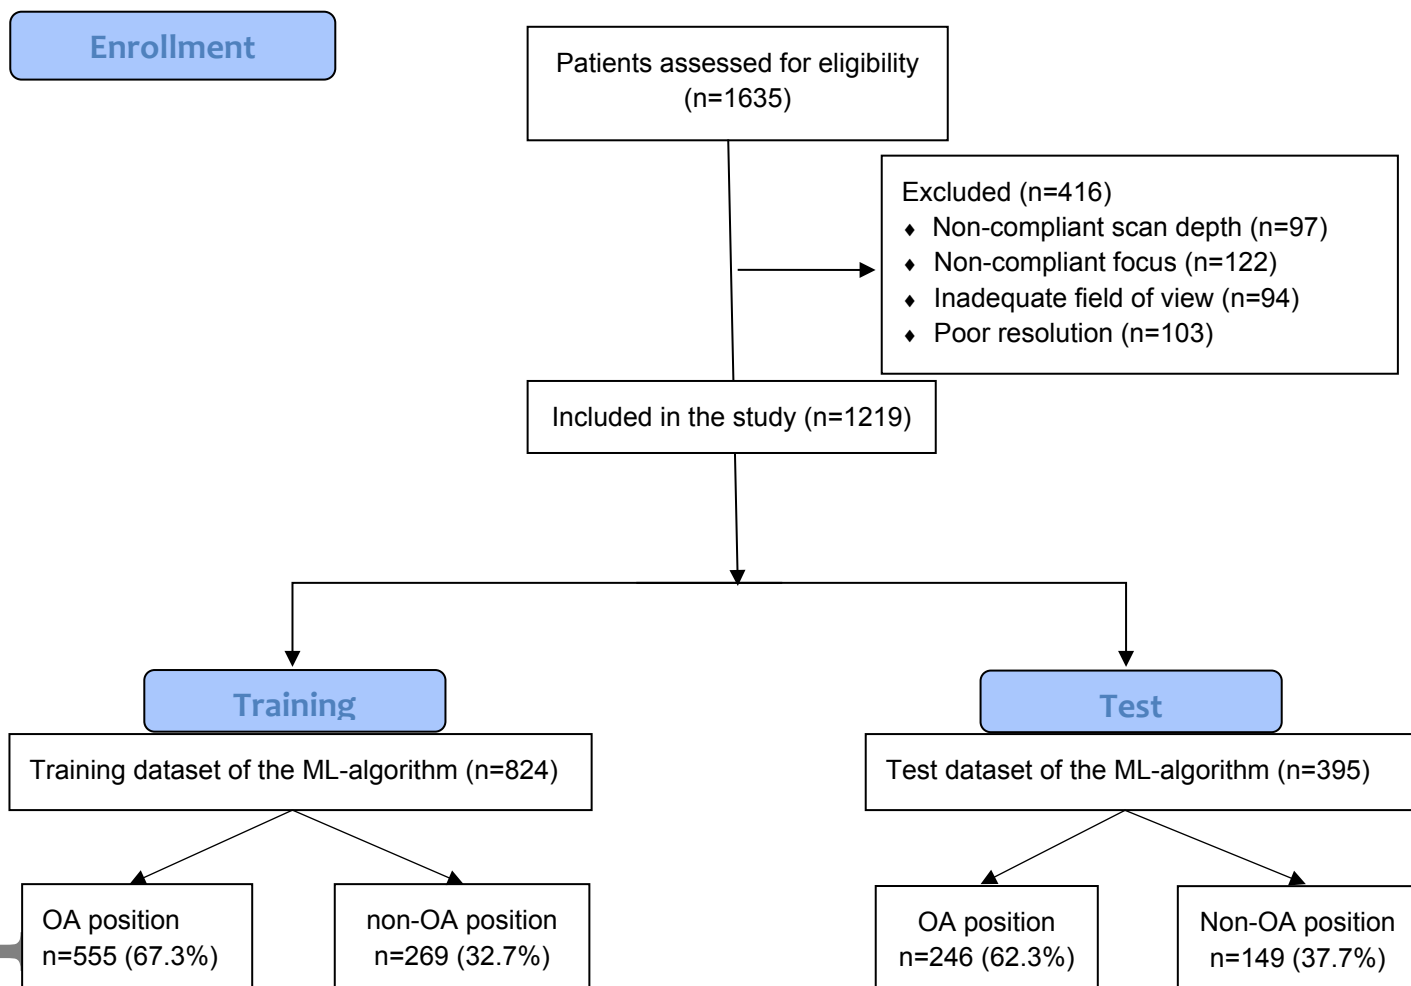 Enrollment
Patients assessed for eligibility
(n=1635)
Excluded (n=416)
♦ Non-compliant scan depth (n=97)
♦ Non-compliant focus (n=122)
♦ Inadequate field of view (n=94)
♦ Poor resolution (n=103)
Included in the study (n=1219)
Training
Training dataset of the ML-algorithm (n=824)
OA position
n=555 (67.3%)
non-OA position
n=269 (32.7%)
Test
Test dataset of the ML-algorithm (n=395)
OA position
n=246 (62.3%)
Non-OA position
n=149 (37.7%)